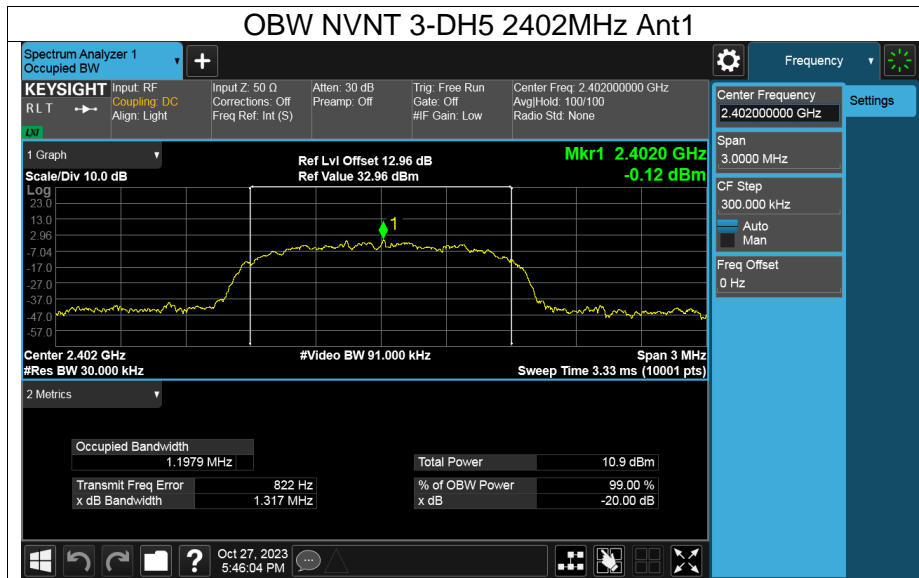 OBW NVNT 3-DH5 2402MHz Ant1
Spectrum Analyzer 1
Occupied BW
+
Frequency
KEYSIGHT
R L T
LXI
Input: RF
Coupling: DC
Align: Light
Input Z: 50 Ω
Corrections: Off
Freq Ref: Int (S)
Atten: 30 dB
Preamp: Off
Trig: Free Run
Gate: Off
#IF Gain: Low
Center Freq: 2.402000000 GHz
Avg|Hold: 100/100
Radio Std: None
Center Frequency
2.402000000 GHz
Settings
Span
3.0000 MHz
CF Step
300.000 kHz
Auto
Man
Freq Offset
0 Hz
1 Graph
Scale/Div 10.0 dB
Ref Lvl Offset 12.96 dB
Ref Value 32.96 dBm
Mkr1 2.4020 GHz
-0.12 dBm
Log
23.0
13.0
2.96
-7.04
-17.0
-27.0
-37.0
-47.0
-57.0
1
Center 2.402 GHz
#Video BW 91.000 kHz
Span 3 MHz
#Res BW 30.000 kHz
Sweep Time 3.33 ms (10001 pts)
2 Metrics
Occupied Bandwidth
1.1979 MHz
Total Power 10.9 dBm
Transmit Freq Error 822 Hz
% of OBW Power 99.00 %
x dB Bandwidth 1.317 MHz
x dB -20.00 dB
?
Oct 27, 2023
5:46:04 PM